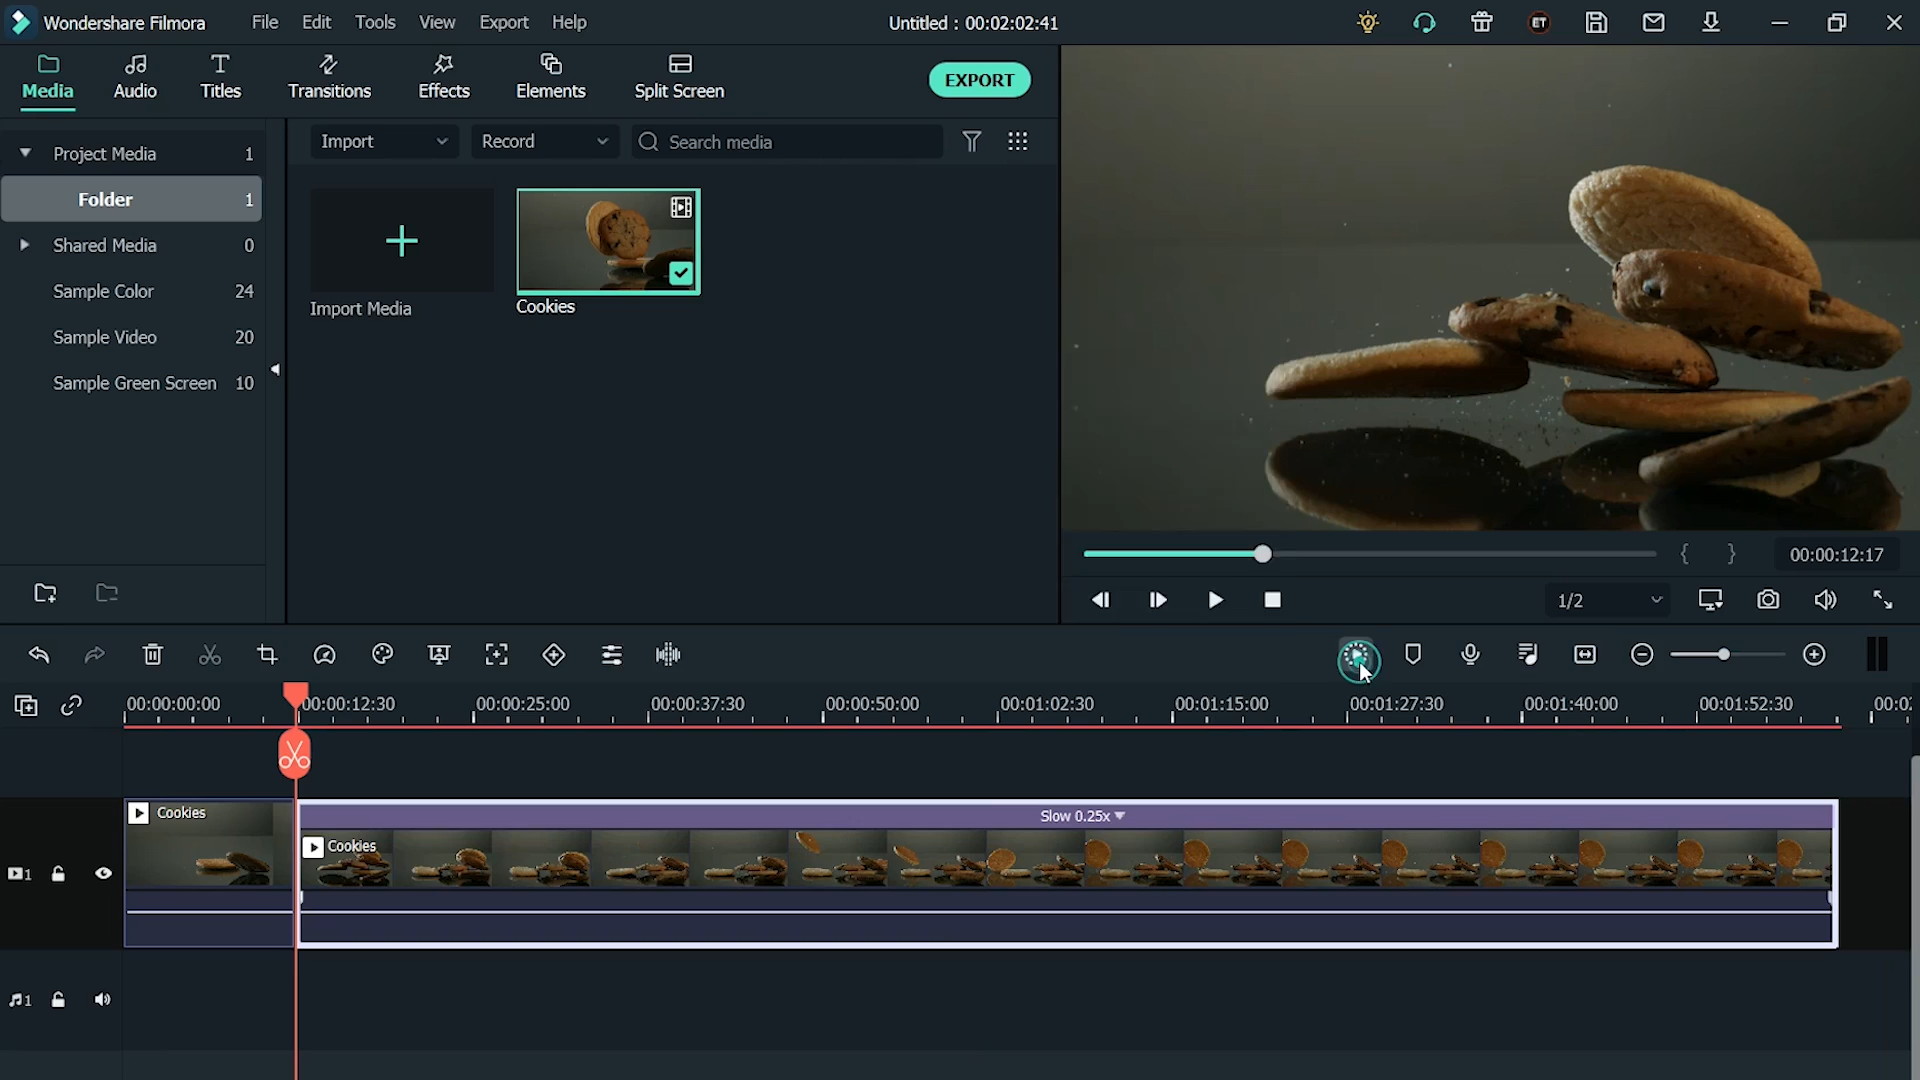 Wondershare Filmora File Edit Tools View Export Help Untitled : 00:02:02:41 ET
Media Audio Titles Transitions Effects Elements Split Screen EXPORT
Project Media 1
Folder 1
Shared Media 0
Sample Color 24
Sample Video 20
Sample Green Screen 10
Import Record Search media
Import Media Cookies
{ } 00:00:12:17
1/2
00:00:00:00 00:00:12:30 00:00:25:00 00:00:37:30 00:00:50:00 00:01:02:30 00:01:15:00 00:01:27:30 00:01:40:00 00:01:52:30 00:02
Cookies
Slow 0.25x
Cookies
1
1